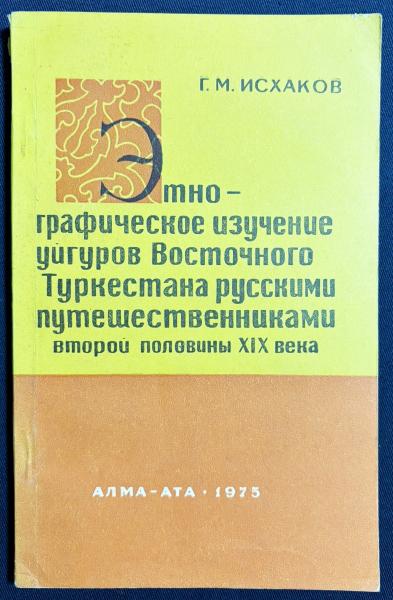 Г. М. ИСХАКОВ
Этно-
графическое изучение
уйгуров Восточного
Туркестана русскими
путешественниками
второй половины XIX века
АЛМА-АТА · 1975